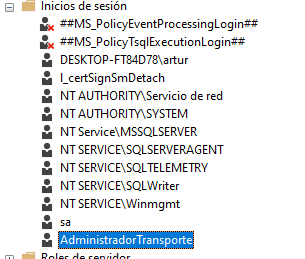 Inicios de sesión
##MS_PolicyEventProcessingLogin##
##MS_PolicyTsqlExecutionLogin##
DESKTOP-FT84D78\artur
l_certSignSmDetach
NT AUTHORITY\Servicio de red
NT AUTHORITY\SYSTEM
NT Service\MSSQLSERVER
NT SERVICE\SQLSERVERAGENT
NT SERVICE\SQLTELEMETRY
NT SERVICE\SQLWriter
NT SERVICE\Winmgmt
sa
AdministradorTransporte
Roles de servidor